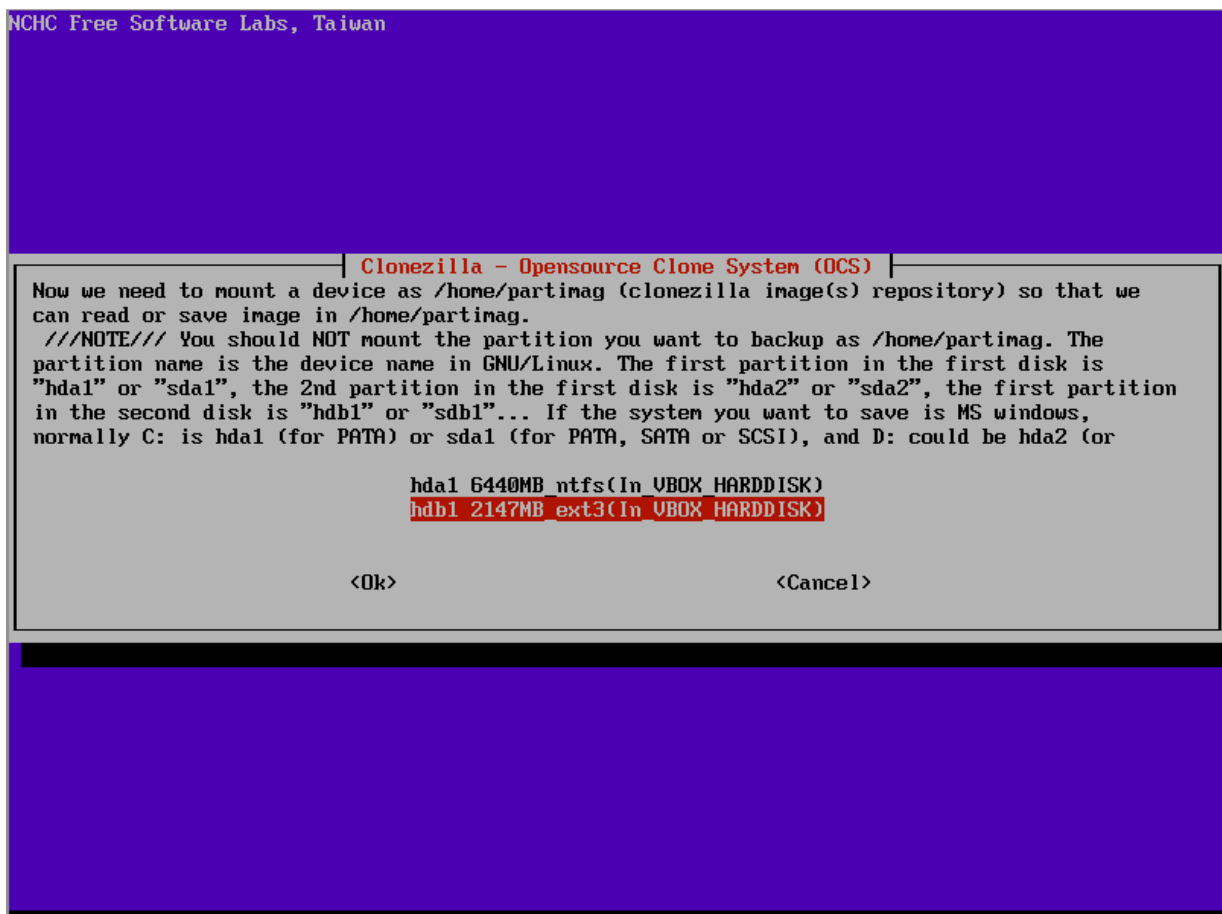 NCHC Free Software Labs, Taiwan
Clonezilla - Opensource Clone System (OCS)
Now we need to mount a device as /home/partimag (clonezilla image(s) repository) so that we
can read or save image in /home/partimag.
///NOTE/// You should NOT mount the partition you want to backup as /home/partimag. The
partition name is the device name in GNU/Linux. The first partition in the first disk is
"hda1" or "sda1", the 2nd partition in the first disk is "hda2" or "sda2", the first partition
in the second disk is "hdb1" or "sdb1"... If the system you want to save is MS windows,
normally C: is hda1 (for PATA) or sda1 (for PATA, SATA or SCSI), and D: could be hda2 (or
hda1 6440MB_ntfs(In_VBOX_HARDDISK)
hdb1 2147MB_ext3(In_VBOX_HARDDISK)
<Ok> <Cancel>